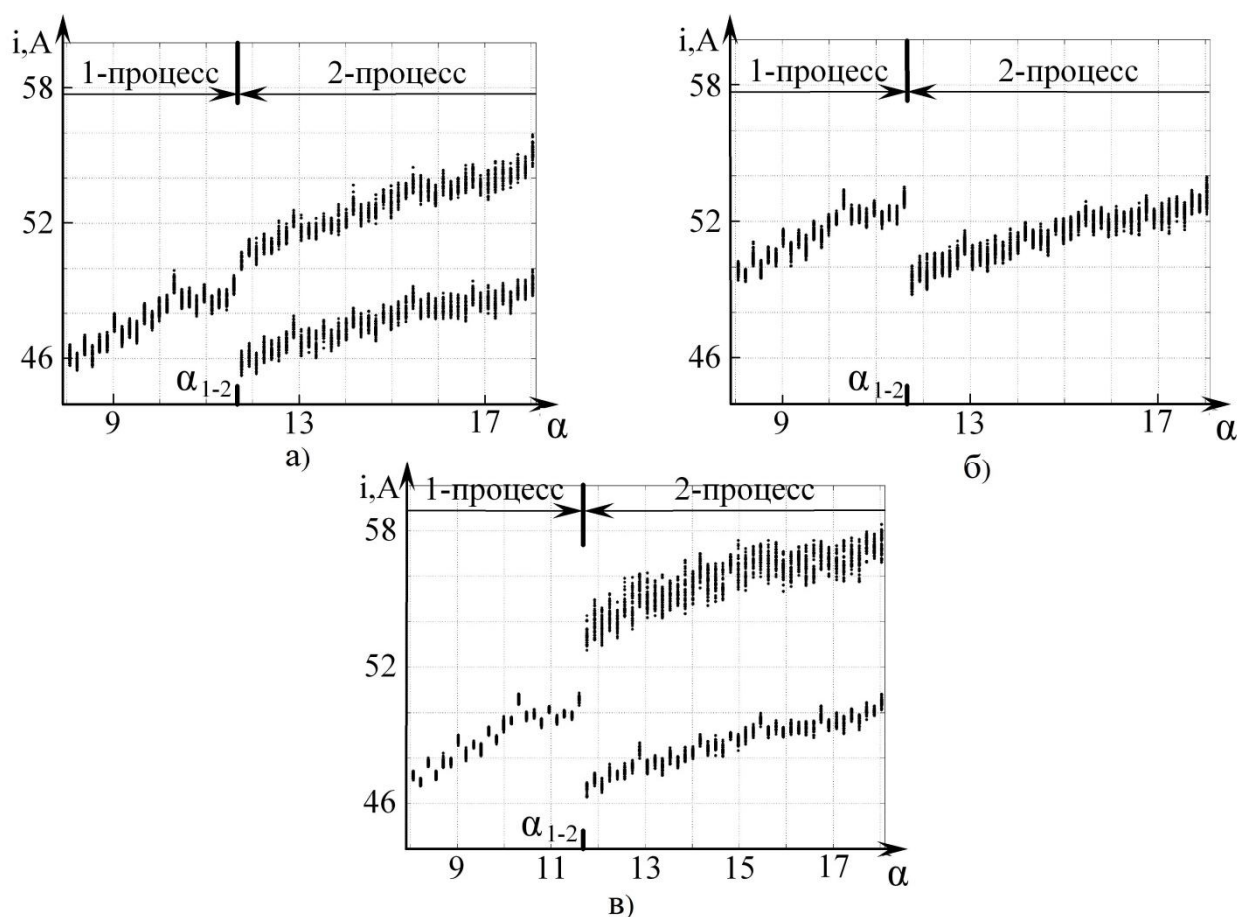 i,A
1-процесс
2-процесс
58
52
46
α1-2
9
13
17
α
а)
i,A
1-процесс
2-процесс
58
52
46
α1-2
9
13
17
α
б)
i,A
1-процесс
2-процесс
58
52
46
α1-2
9
11
13
15
17
α
в)